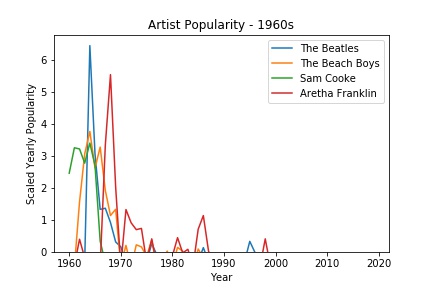 Artist Popularity - 1960s
The Beatles
The Beach Boys
Sam Cooke
Aretha Franklin
Scaled Yearly Popularity
6
5
4
3
2
1
0
1960 1970 1980 1990 2000 2010 2020
Year